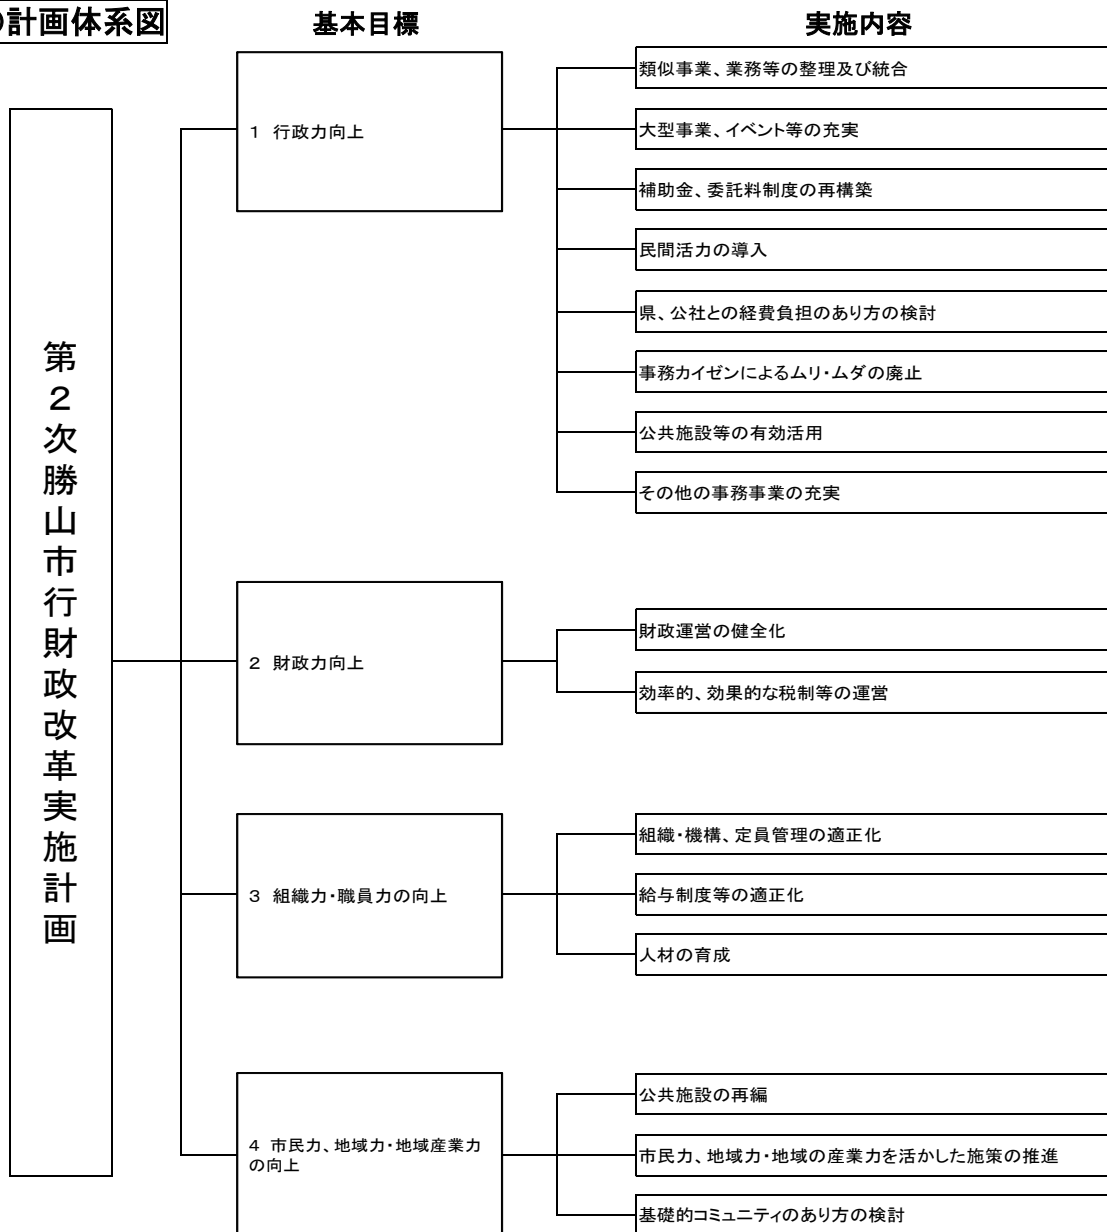 計画体系図
基本目標
実施内容
第2次勝山市行財政改革実施計画
1 行政力向上
類似事業、業務等の整理及び統合
大型事業、イベント等の充実
補助金、委託料制度の再構築
民間活力の導入
県、公社との経費負担のあり方の検討
事務カイゼンによるムリ・ムダの廃止
公共施設等の有効活用
その他の事務事業の充実
2 財政力向上
財政運営の健全化
効率的、効果的な税制等の運営
3 組織力・職員力の向上
組織・機構、定員管理の適正化
給与制度等の適正化
人材の育成
4 市民力、地域力・地域産業力
の向上
公共施設の再編
市民力、地域力・地域の産業力を活かした施策の推進
基礎的コミュニティのあり方の検討